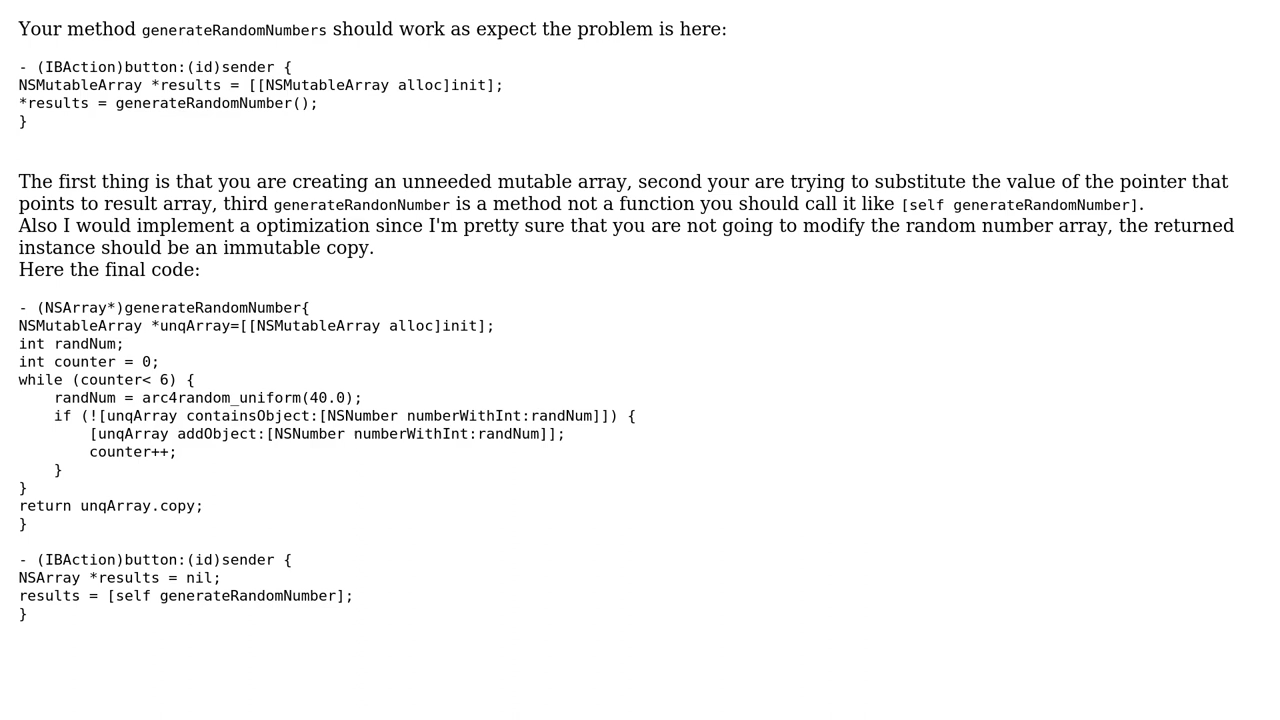 Your method generateRandomNumbers should work as expect the problem is here:
- (IBAction)button:(id)sender {
NSMutableArray *results = [[NSMutableArray alloc]init];
*results = generateRandomNumber();
}
The first thing is that you are creating an unneeded mutable array, second your are trying to substitute the value of the pointer that
points to result array, third generateRandonNumber is a method not a function you should call it like [self generateRandomNumber].
Also I would implement a optimization since I'm pretty sure that you are not going to modify the random number array, the returned
instance should be an immutable copy.
Here the final code:
- (NSArray*)generateRandomNumber{
NSMutableArray *unqArray=[[NSMutableArray alloc]init];
int randNum;
int counter = 0;
while (counter< 6) {
    randNum = arc4random_uniform(40.0);
    if (![unqArray containsObject:[NSNumber numberWithInt:randNum]]) {
        [unqArray addObject:[NSNumber numberWithInt:randNum]];
        counter++;
    }
}
return unqArray.copy;
}
- (IBAction)button:(id)sender {
NSArray *results = nil;
results = [self generateRandomNumber];
}